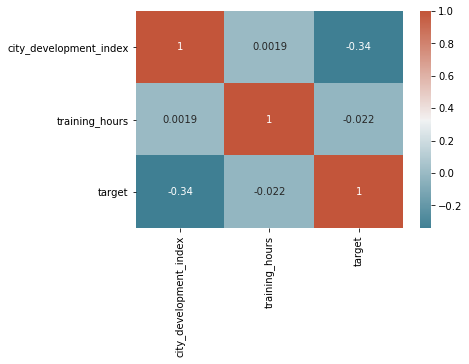 city_development_index
training_hours
target
1 0.0019 -0.34
0.0019 1 -0.022
-0.34 -0.022 1
city_development_index
training_hours
target
1.0
0.8
0.6
0.4
0.2
0.0
−0.2